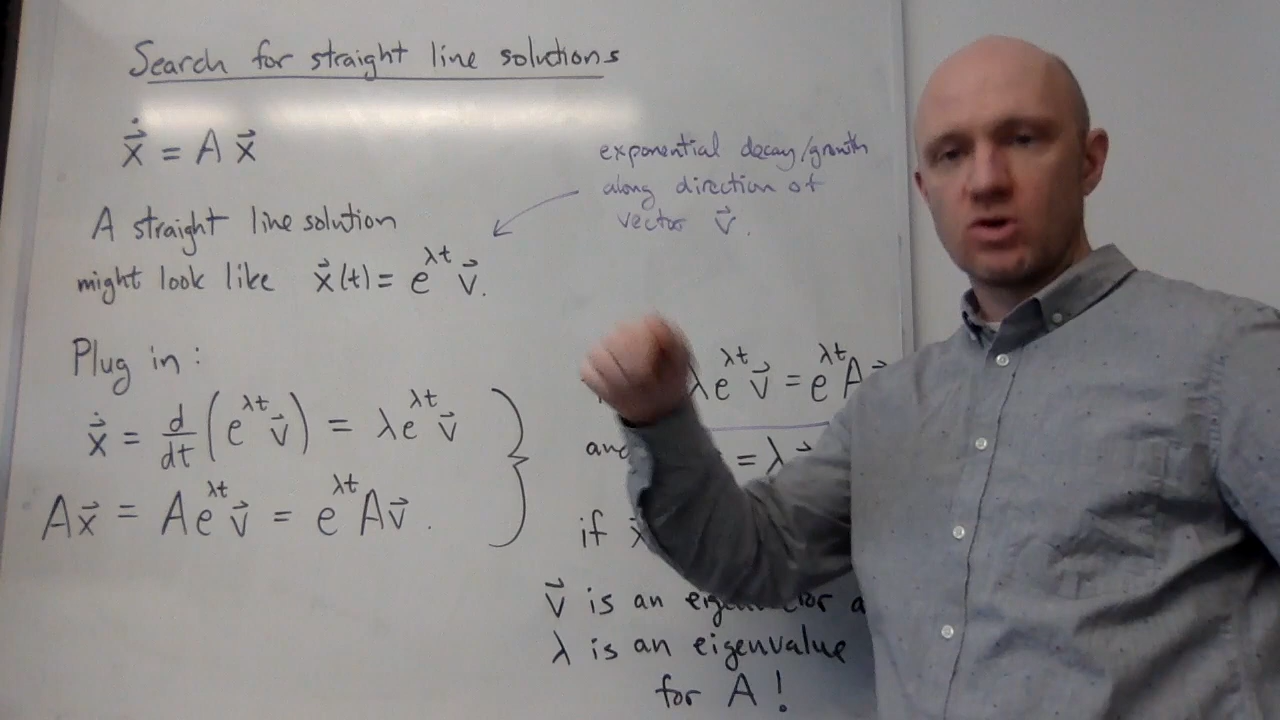 Search for straight line solutions
ẋ⃗ = A x⃗
A straight line solution
might look like x⃗(t) = e^{λt} v⃗.
exponential decay/growth
along direction of
vector v⃗.
Plug in:
ẋ⃗ = d/dt (e^{λt} v⃗) = λe^{λt} v⃗
Ax⃗ = Ae^{λt} v⃗ = e^{λt} Av⃗.
λe^{λt} v⃗ = e^{λt} A
= λ
if
v⃗ is an
λ is an eigenvalue
for A!